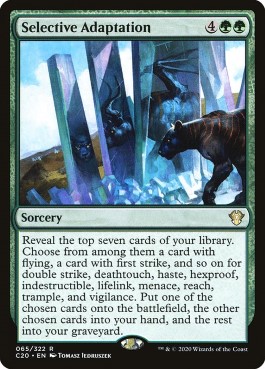 Selective Adaptation 4
Sorcery
Reveal the top seven cards of your library.
Choose from among them a card with
flying, a card with first strike, and so on for
double strike, deathtouch, haste, hexproof,
indestructible, lifelink, menace, reach,
trample, and vigilance. Put one of the
chosen cards onto the battlefield, the other
chosen cards into your hand, and the rest
into your graveyard.
065/322 R
C20 • EN Tomasz Jedruszek
™ & © 2020 Wizards of the Coast